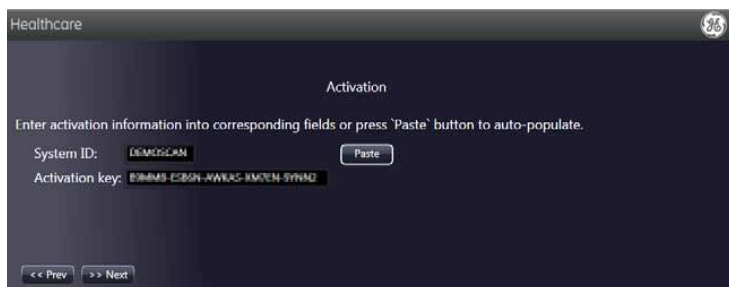 Healthcare
Activation
Enter activation information into corresponding fields or press `Paste` button to auto-populate.
System ID: DEMOSCAN Paste
Activation key:
<< Prev >> Next